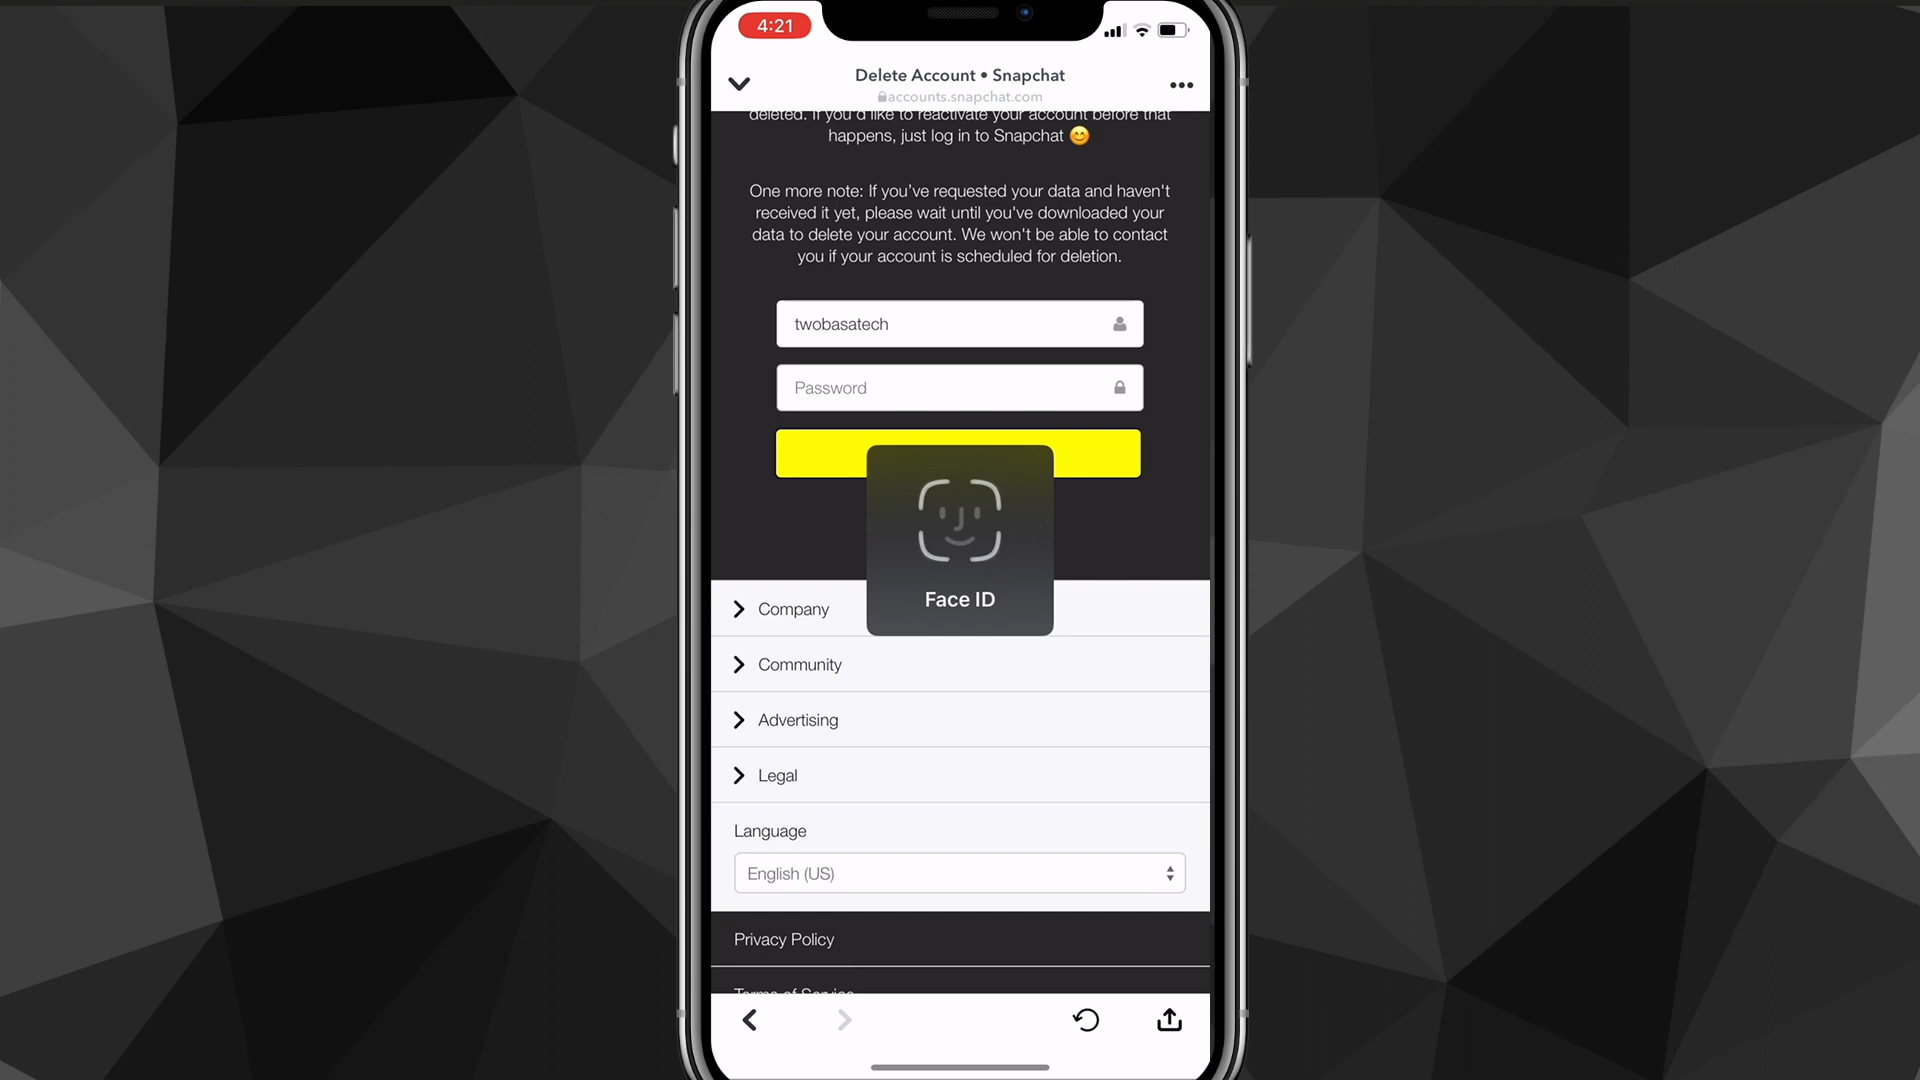 4:21
Delete Account • Snapchat
accounts.snapchat.com
deleted. If you'd like to reactivate your account before that
happens, just log in to Snapchat 😊
One more note: If you've requested your data and haven't
received it yet, please wait until you've downloaded your
data to delete your account. We won't be able to contact
you if your account is scheduled for deletion.
twobasatech
Password
Face ID
Company
Community
Advertising
Legal
Language
English (US)
Privacy Policy
Terms of Service